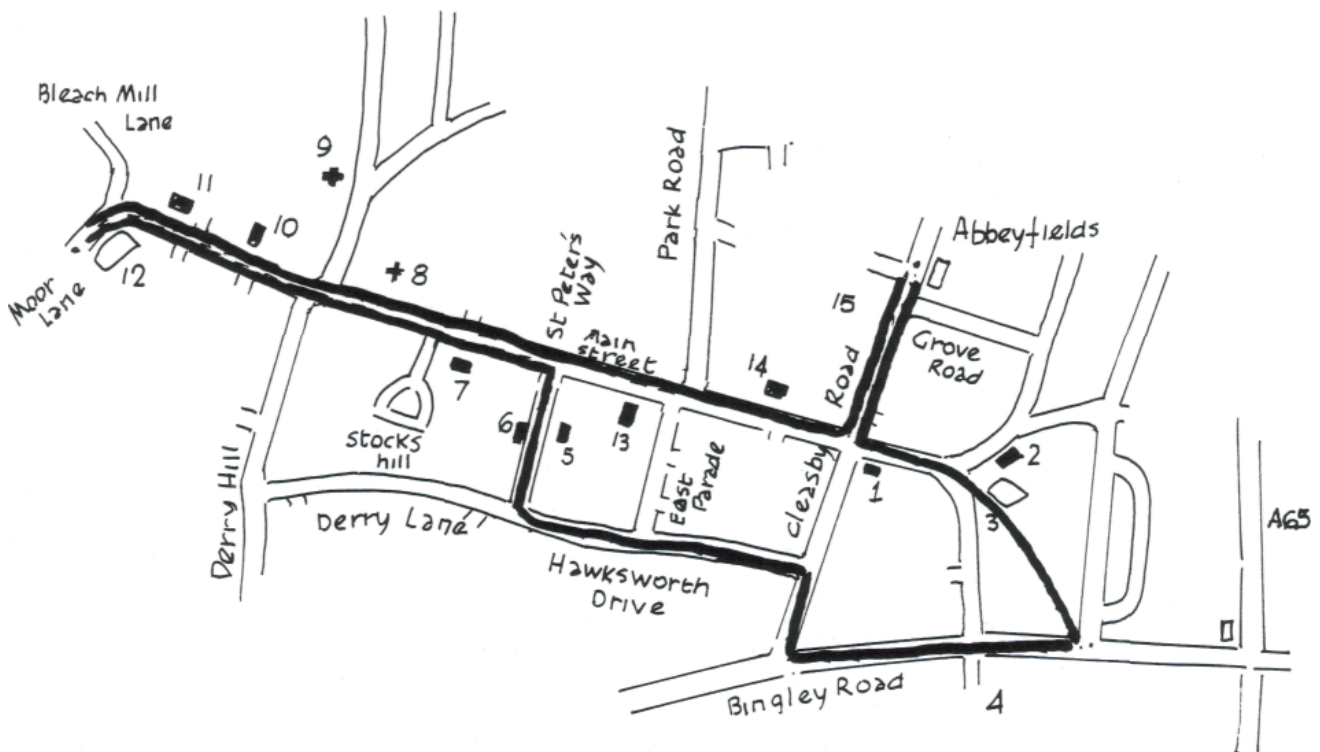 Bleach Mill
Lane
9
11
10
12
Moor
Lane
8
St Peter's
Way
Main
street
Park Road
Abbeyfields
15
Grove
Road
14
Road
Cleasby
7
6
5
13
stocks
hill
East
Parade
1
2
3
A65
Derry Hill
Derry Lane
Hawksworth
Drive
Bingley Road
4